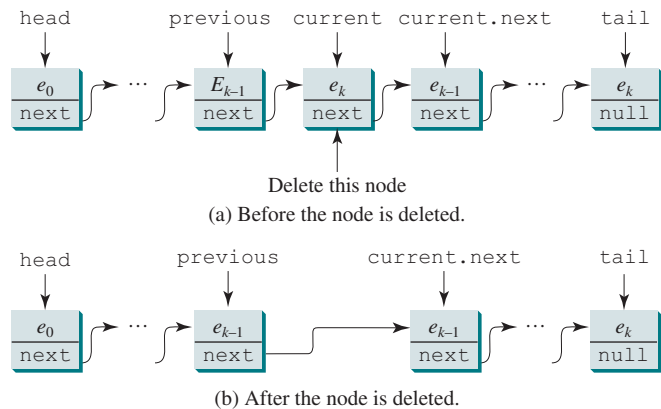 head previous current current.next tail
e0 ... Ek–1 ek ek–1 ... ek
next next next next null
Delete this node
(a) Before the node is deleted.
head previous current.next tail
e0 ... ek–1 ek–1 ... ek
next next next null
(b) After the node is deleted.